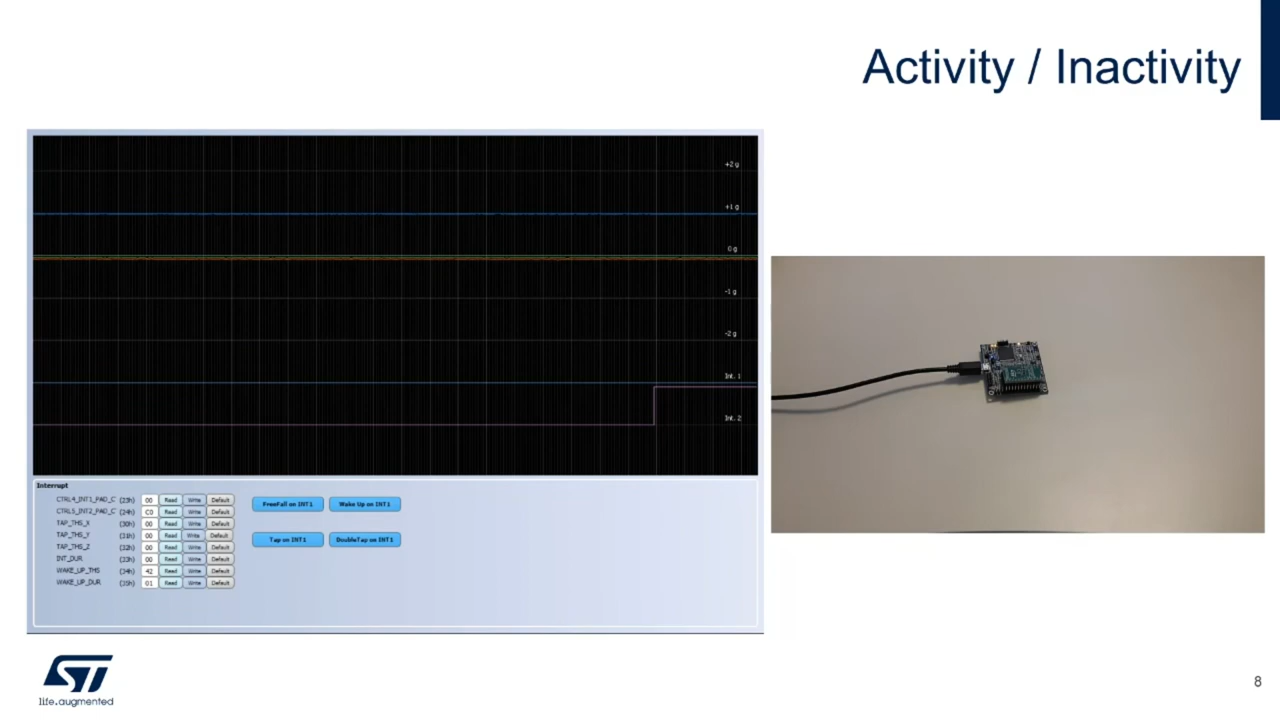 Activity / Inactivity
+2 g
+1 g
0 g
-1 g
-2 g
Int. 1
Int. 2
Interrupt
CTRL4_INT1_PAD_C (23h) 00 Read Write Default
CTRL5_INT2_PAD_C (24h) C0 Read Write Default
TAP_THS_X (30h) 00 Read Write Default
TAP_THS_Y (31h) 00 Read Write Default
TAP_THS_Z (32h) 00 Read Write Default
INT_DUR (33h) 00 Read Write Default
WAKE_UP_THS (34h) 42 Read Write Default
WAKE_UP_DUR (35h) 01 Read Write Default
FreeFall on INT1 Wake Up on INT1
Tap on INT1 DoubleTap on INT1
ST
life.augmented
8